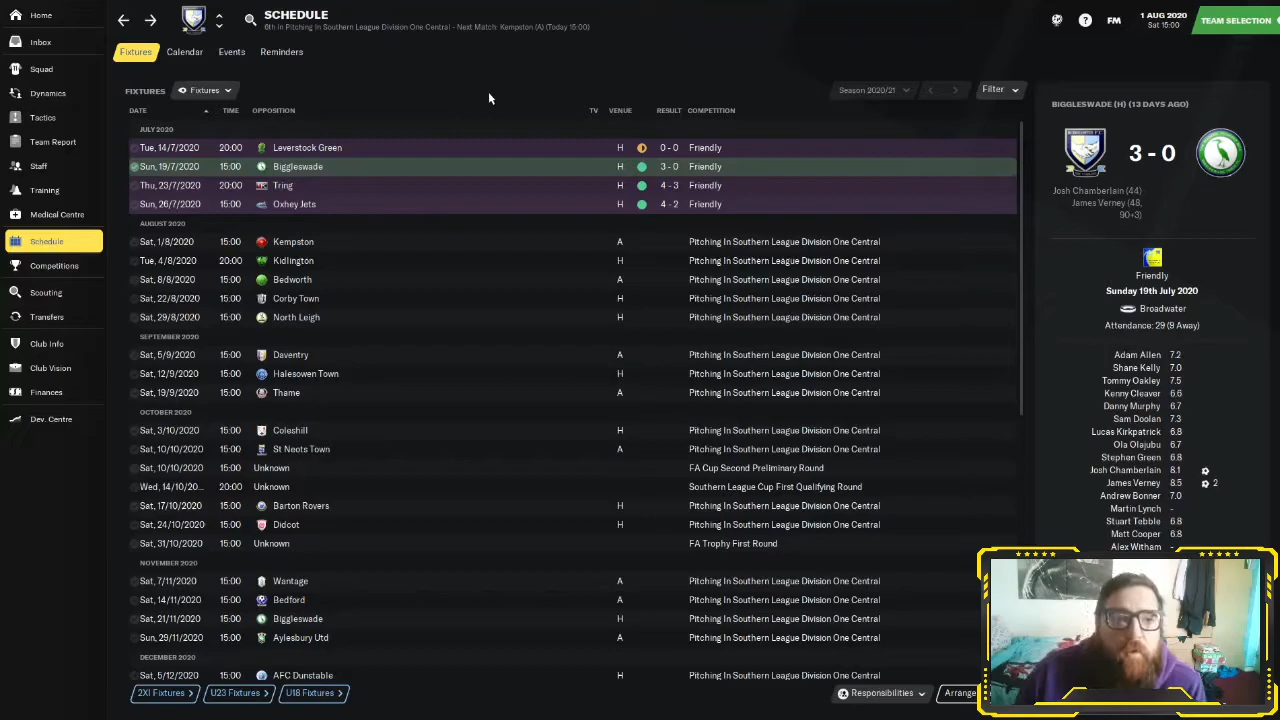 Home
Inbox
Squad
Dynamics
Tactics
Team Report
Staff
Training
Medical Centre
Schedule
Competitions
Scouting
Transfers
Club Info
Club Vision
Finances
Dev. Centre
SCHEDULE
6th in Pitching In Southern League Division One Central - Next Match: Kempston (A) (Today 15:00)
FM
1 AUG 2020
Sat 15:00
TEAM SELECTION
Fixtures Calendar Events Reminders
FIXTURES Fixtures Season 2020/21 Filter
DATE TIME OPPOSITION TV VENUE RESULT COMPETITION
JULY 2020
Tue, 14/7/2020 20:00 Leverstock Green H 0 - 0 Friendly
Sun, 19/7/2020 15:00 Biggleswade H 3 - 0 Friendly
Thu, 23/7/2020 20:00 Tring H 4 - 3 Friendly
Sun, 26/7/2020 15:00 Oxhey Jets H 4 - 2 Friendly
AUGUST 2020
Sat, 1/8/2020 15:00 Kempston A Pitching In Southern League Division One Central
Tue, 4/8/2020 20:00 Kidlington H Pitching In Southern League Division One Central
Sat, 8/8/2020 15:00 Bedworth A Pitching In Southern League Division One Central
Sat, 22/8/2020 15:00 Corby Town H Pitching In Southern League Division One Central
Sat, 29/8/2020 15:00 North Leigh H Pitching In Southern League Division One Central
SEPTEMBER 2020
Sat, 5/9/2020 15:00 Daventry A Pitching In Southern League Division One Central
Sat, 12/9/2020 15:00 Halesowen Town H Pitching In Southern League Division One Central
Sat, 19/9/2020 15:00 Thame A Pitching In Southern League Division One Central
OCTOBER 2020
Sat, 3/10/2020 15:00 Coleshill H Pitching In Southern League Division One Central
Sat, 10/10/2020 15:00 St Neots Town A Pitching In Southern League Division One Central
Sat, 10/10/2020 15:00 Unknown FA Cup Second Preliminary Round
Wed, 14/10/20... 20:00 Unknown Southern League Cup First Qualifying Round
Sat, 17/10/2020 15:00 Barton Rovers H Pitching In Southern League Division One Central
Sat, 24/10/2020 15:00 Didcot H Pitching In Southern League Division One Central
Sat, 31/10/2020 15:00 Unknown FA Trophy First Round
NOVEMBER 2020
Sat, 7/11/2020 15:00 Wantage A Pitching In Southern League Division One Central
Sat, 14/11/2020 15:00 Bedford A Pitching In Southern League Division One Central
Sat, 21/11/2020 15:00 Biggleswade H Pitching In Southern League Division One Central
Sun, 29/11/2020 15:00 Aylesbury Utd A Pitching In Southern League Division One Central
DECEMBER 2020
Sat, 5/12/2020 15:00 AFC Dunstable H Pitching In Southern League Division One Central
2XI Fixtures U23 Fixtures U18 Fixtures Responsibilities Arrange
BIGGLESWADE (H) (13 DAYS AGO)
3 - 0
Josh Chamberlain (44)
James Verney (48,
90+3)
Friendly
Sunday 19th July 2020
Broadwater
Attendance: 29 (9 Away)
Adam Allen 7.2
Shane Kelly 7.0
Tommy Oakley 7.5
Kenny Cleaver 6.6
Danny Murphy 6.7
Sam Doolan 7.3
Lucas Kirkpatrick 6.8
Ola Olajubu 6.7
Stephen Green 6.8
Josh Chamberlain 8.1
James Verney 8.5 2
Andrew Bonner 7.0
Martin Lynch -
Stuart Tebble 6.8
Matt Cooper 6.8
Alex Witham -